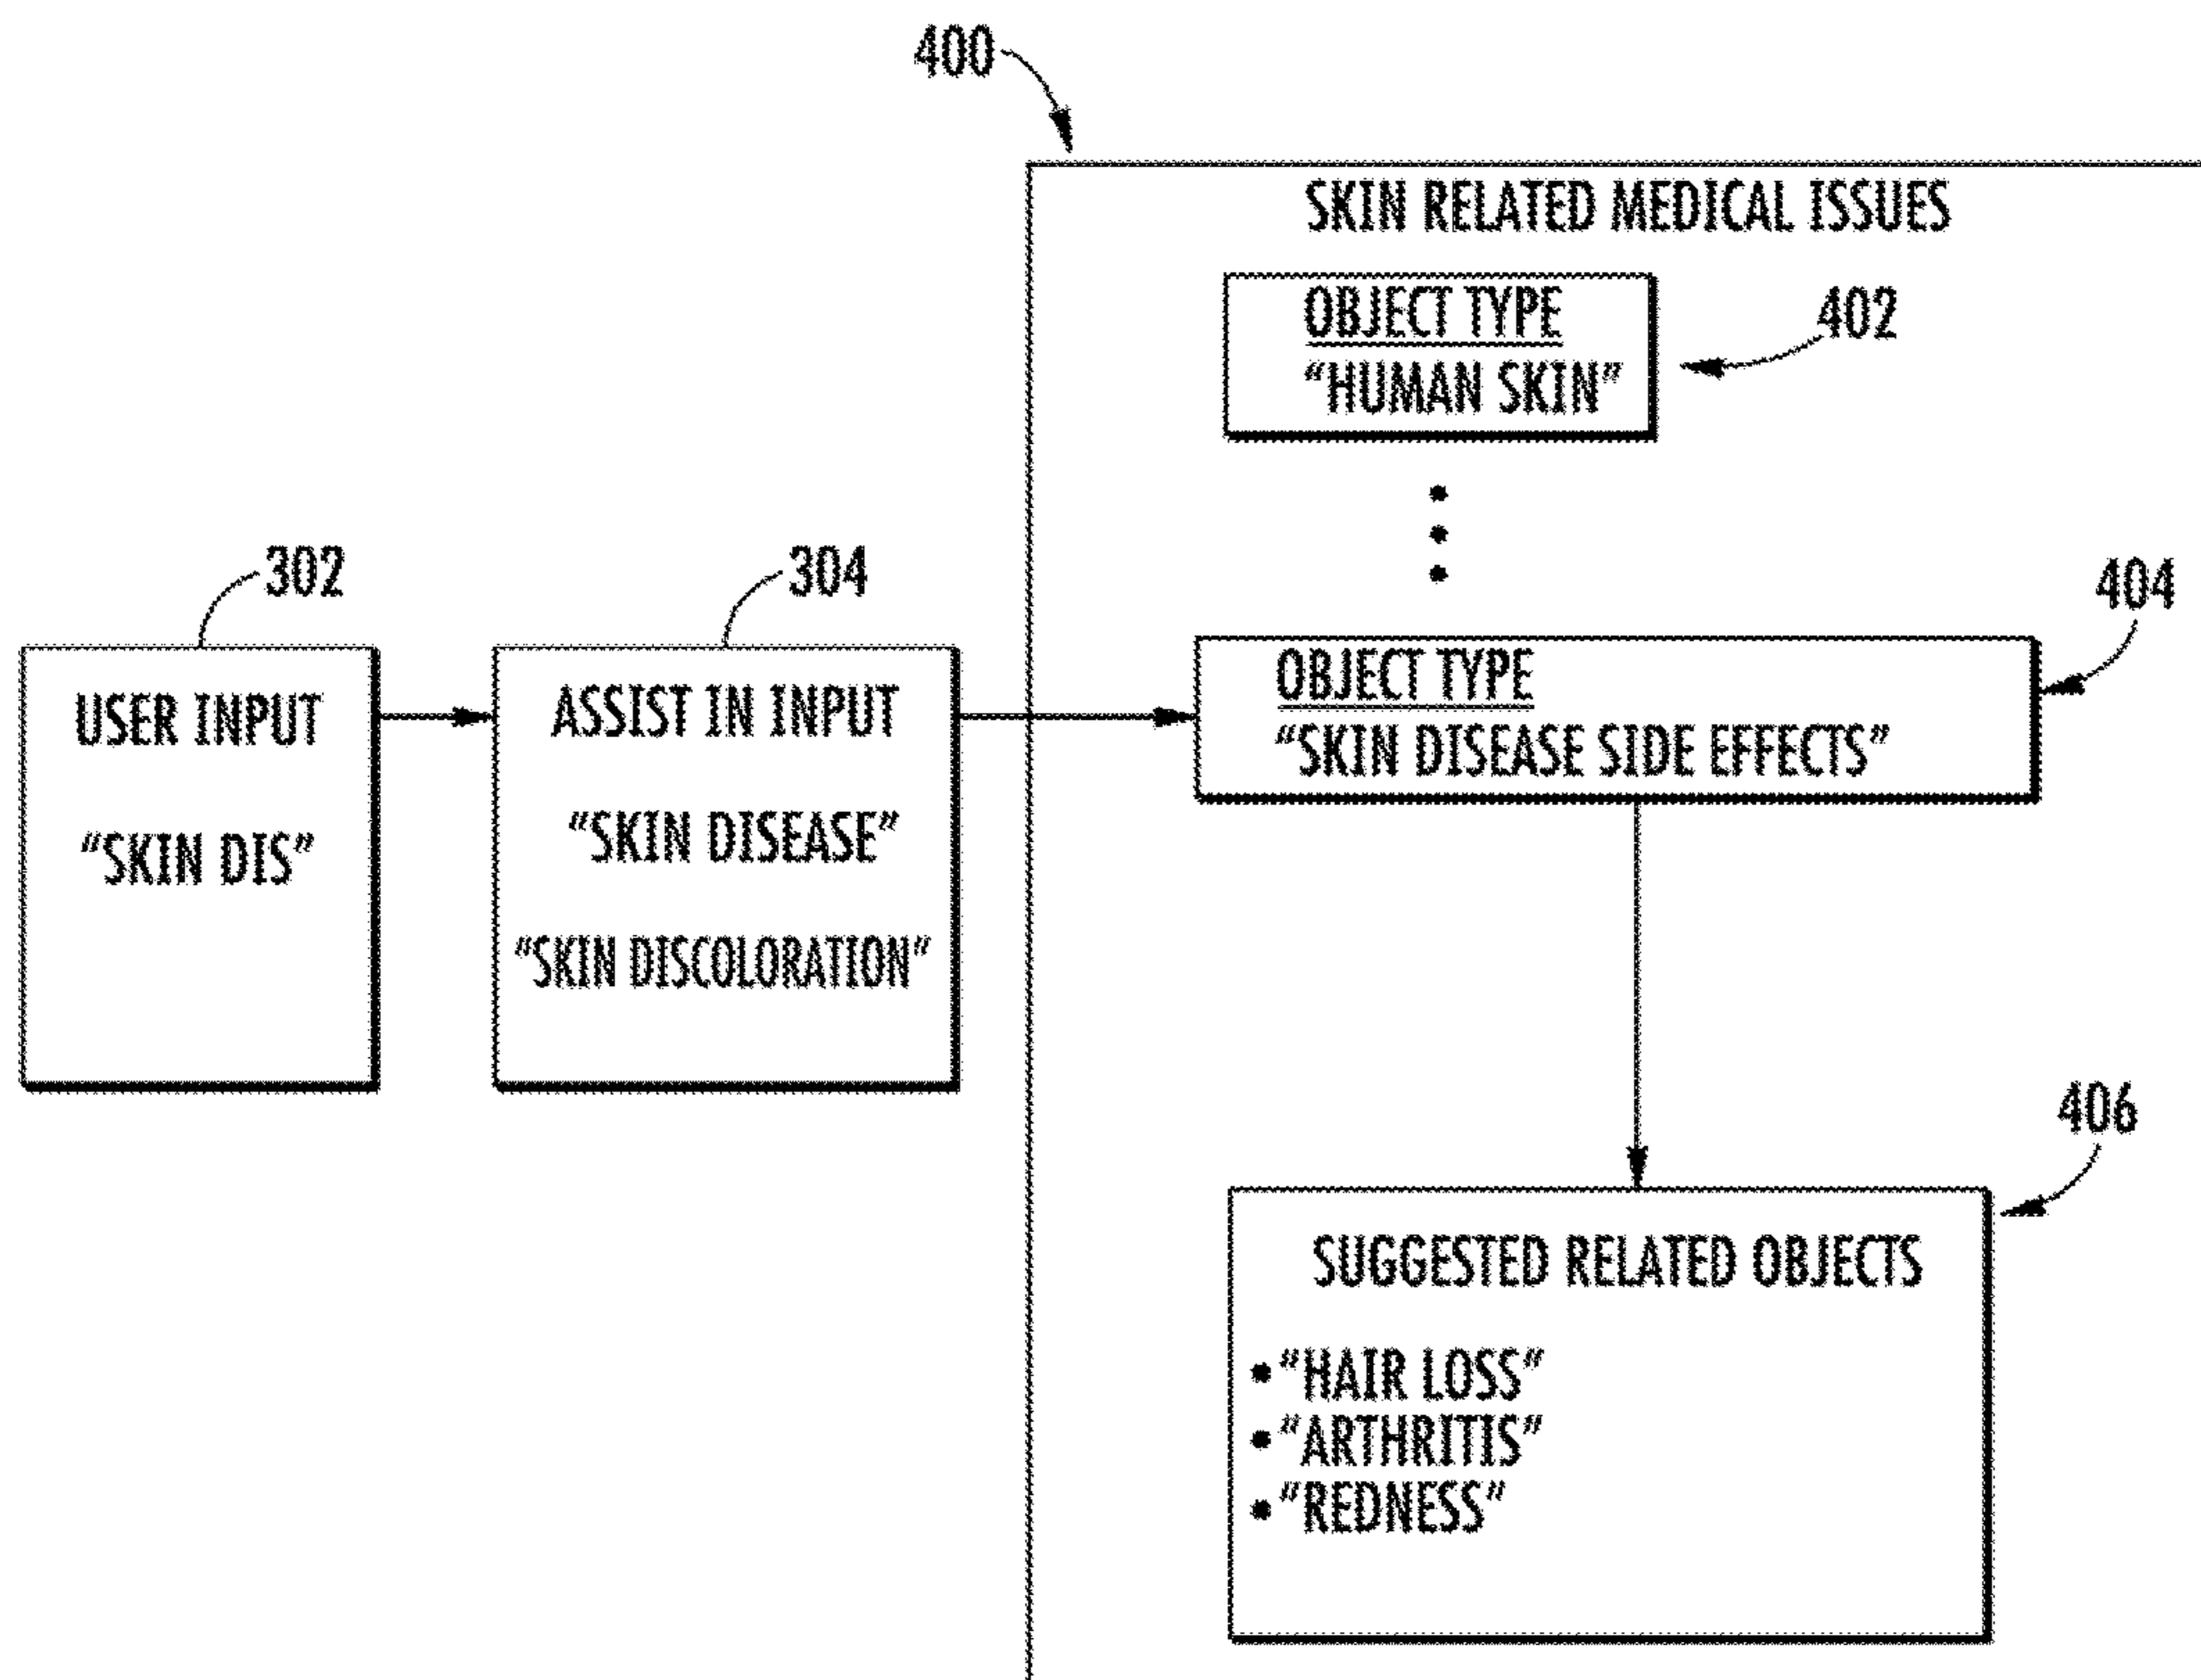 400
SKIN RELATED MEDICAL ISSUES
OBJECT TYPE
“HUMAN SKIN”
402
302
304
404
USER INPUT
“SKIN DIS”
ASSIST IN INPUT
“SKIN DISEASE”
“SKIN DISCOLORATION”
OBJECT TYPE
“SKIN DISEASE SIDE EFFECTS”
406
SUGGESTED RELATED OBJECTS
• “HAIR LOSS”
• “ARTHRITIS”
• “REDNESS”